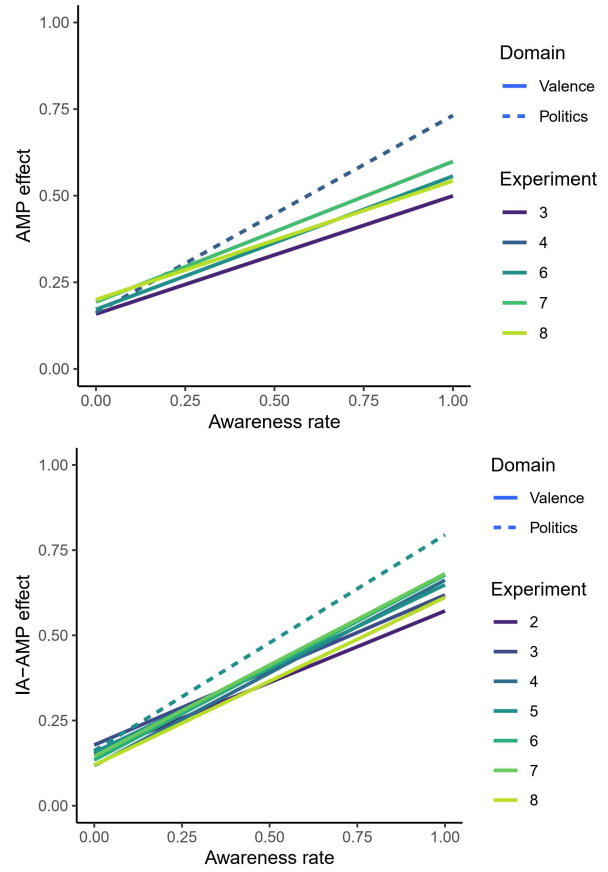 1.00
0.75
0.50
0.25
0.00
AMP effect
0.00 0.25 0.50 0.75 1.00
Awareness rate
Domain
Valence
Politics
Experiment
3
4
6
7
8
1.00
0.75
0.50
0.25
0.00
IA−AMP effect
0.00 0.25 0.50 0.75 1.00
Awareness rate
Domain
Valence
Politics
Experiment
2
3
4
5
6
7
8